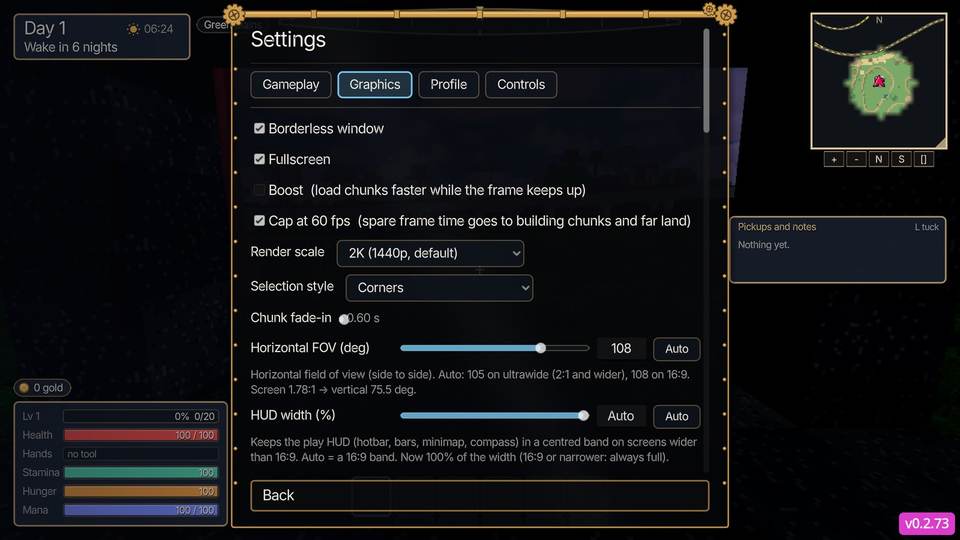 Day 1
06:24
Wake in 6 nights
Settings
Gameplay
Graphics
Profile
Controls
Borderless window
Fullscreen
Boost (load chunks faster while the frame keeps up)
Cap at 60 fps (spare frame time goes to building chunks and far land)
Render scale
2K (1440p, default)
Selection style
Corners
Chunk fade-in
0.60 s
Horizontal FOV (deg)
108
Auto
Horizontal field of view (side to side). Auto: 105 on ultrawide (2:1 and wider), 108 on 16:9.
Screen 1.78:1 → vertical 75.5 deg.
HUD width (%)
Auto
Auto
Keeps the play HUD (hotbar, bars, minimap, compass) in a centred band on screens wider
than 16:9. Auto = a 16:9 band. Now 100% of the width (16:9 or narrower: always full).
Back
N
+
-
N
S
[]
Pickups and notes
L tuck
Nothing yet.
0 gold
Lv 1
0% 0/20
Health
100 / 100
Hands
no tool
Stamina
100
Hunger
100
Mana
100 / 100
v0.2.73